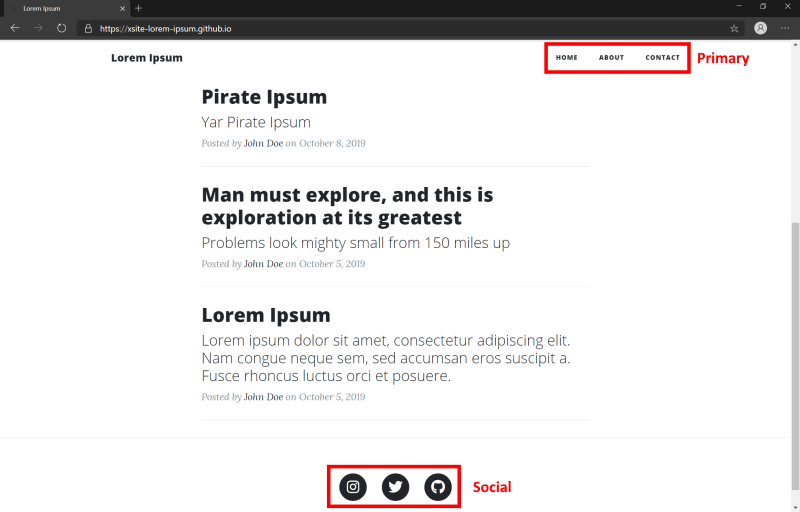 Lorem Ipsum
https://xsite-lorem-ipsum.github.io
Lorem Ipsum
HOME ABOUT CONTACT
Primary
Pirate Ipsum
Yar Pirate Ipsum
Posted by John Doe on October 8, 2019
Man must explore, and this is
exploration at its greatest
Problems look mighty small from 150 miles up
Posted by John Doe on October 5, 2019
Lorem Ipsum
Lorem ipsum dolor sit amet, consectetur adipiscing elit.
Nam congue neque sem, sed accumsan eros suscipit a.
Fusce rhoncus luctus orci et posuere.
Posted by John Doe on October 5, 2019
Social